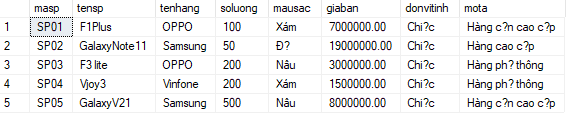 masp tensp tenhang soluong mausac giaban donvitinh mota
1 SP01 F1Plus OPPO 100 Xám 7000000.00 Chi?c Hàng c?n cao c?p
2 SP02 GalaxyNote11 Samsung 50 Đ? 19000000.00 Chi?c Hàng cao c?p
3 SP03 F3 lite OPPO 200 Nâu 3000000.00 Chi?c Hàng ph? thông
4 SP04 Vjoy3 Vinfone 200 Xám 1500000.00 Chi?c Hàng ph? thông
5 SP05 GalaxyV21 Samsung 500 Nâu 8000000.00 Chi?c Hàng c?n cao c?p